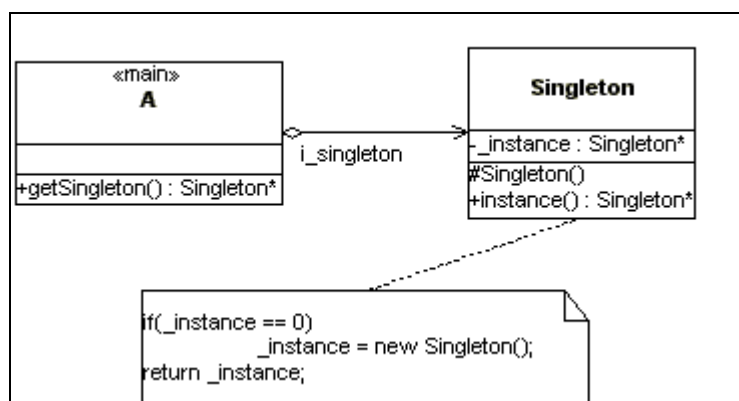 «main»
A
+getSingleton() : Singleton*
i_singleton
Singleton
-_instance : Singleton*
#Singleton()
+instance() : Singleton*
if(_instance == 0)
_instance = new Singleton();
return _instance;